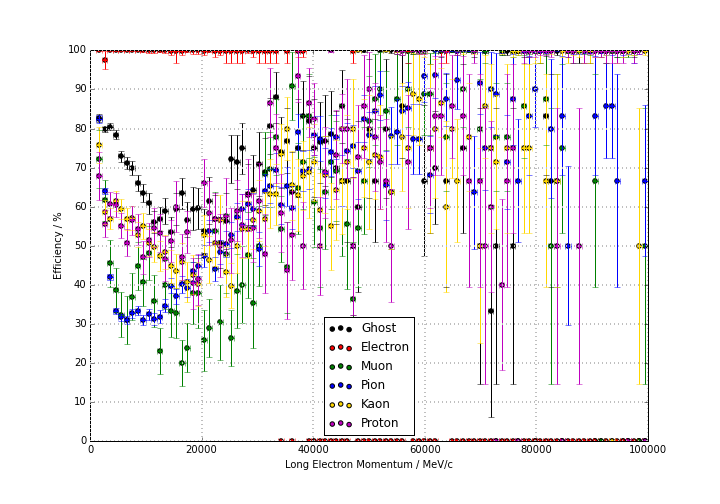 100
90
80
70
60
50
40
30
20
10
0
Efficiency / %
Ghost
Electron
Muon
Pion
Kaon
Proton
0 20000 40000 60000 80000 100000
Long Electron Momentum / MeV/c